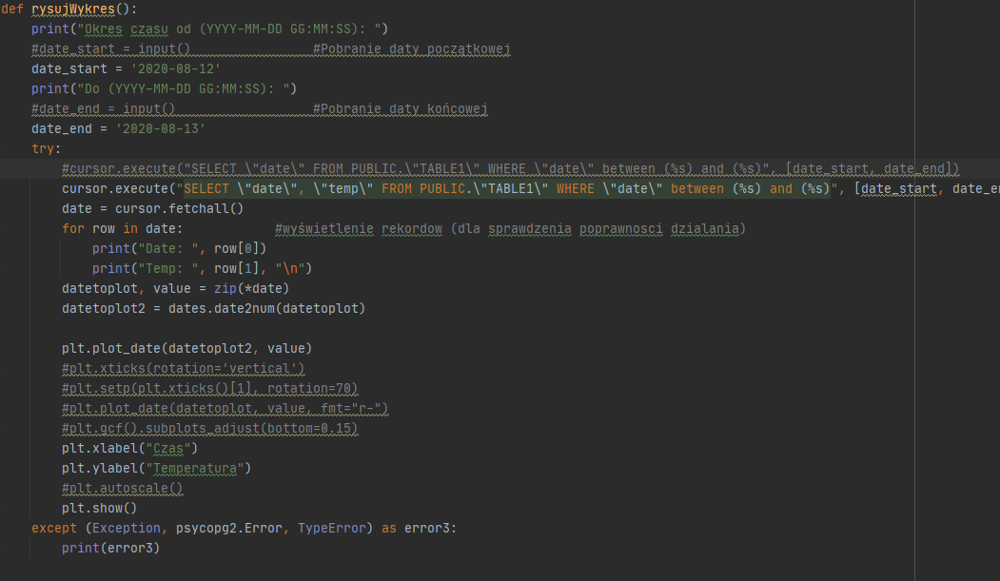 def rysujWykres():
    print("Okres czasu od (YYYY-MM-DD GG:MM:SS): ")
    #date_start = input()                #Pobranie daty początkowej
    date_start = '2020-08-12'
    print("Do (YYYY-MM-DD GG:MM:SS): ")
    #date_end = input()                  #Pobranie daty końcowej
    date_end = '2020-08-13'
    try:
        #cursor.execute("SELECT \"date\" FROM PUBLIC.\"TABLE1\" WHERE \"date\" between (%s) and (%s)", [date_start, date_end])
        cursor.execute("SELECT \"date\", \"temp\" FROM PUBLIC.\"TABLE1\" WHERE \"date\" between (%s) and (%s)", [date_start, date_en
        date = cursor.fetchall()
        for row in date:            #wyświetlenie rekordow (dla sprawdzenia poprawnosci dzialania)
            print("Date: ", row[0])
            print("Temp: ", row[1], "\n")
        datetoplot, value = zip(*date)
        datetoplot2 = dates.date2num(datetoplot)

        plt.plot_date(datetoplot2, value)
        #plt.xticks(rotation='vertical')
        #plt.setp(plt.xticks()[1], rotation=70)
        #plt.plot_date(datetoplot, value, fmt="r-")
        #plt.gcf().subplots_adjust(bottom=0.15)
        plt.xlabel("Czas")
        plt.ylabel("Temperatura")
        #plt.autoscale()
        plt.show()
    except (Exception, psycopg2.Error, TypeError) as error3:
        print(error3)